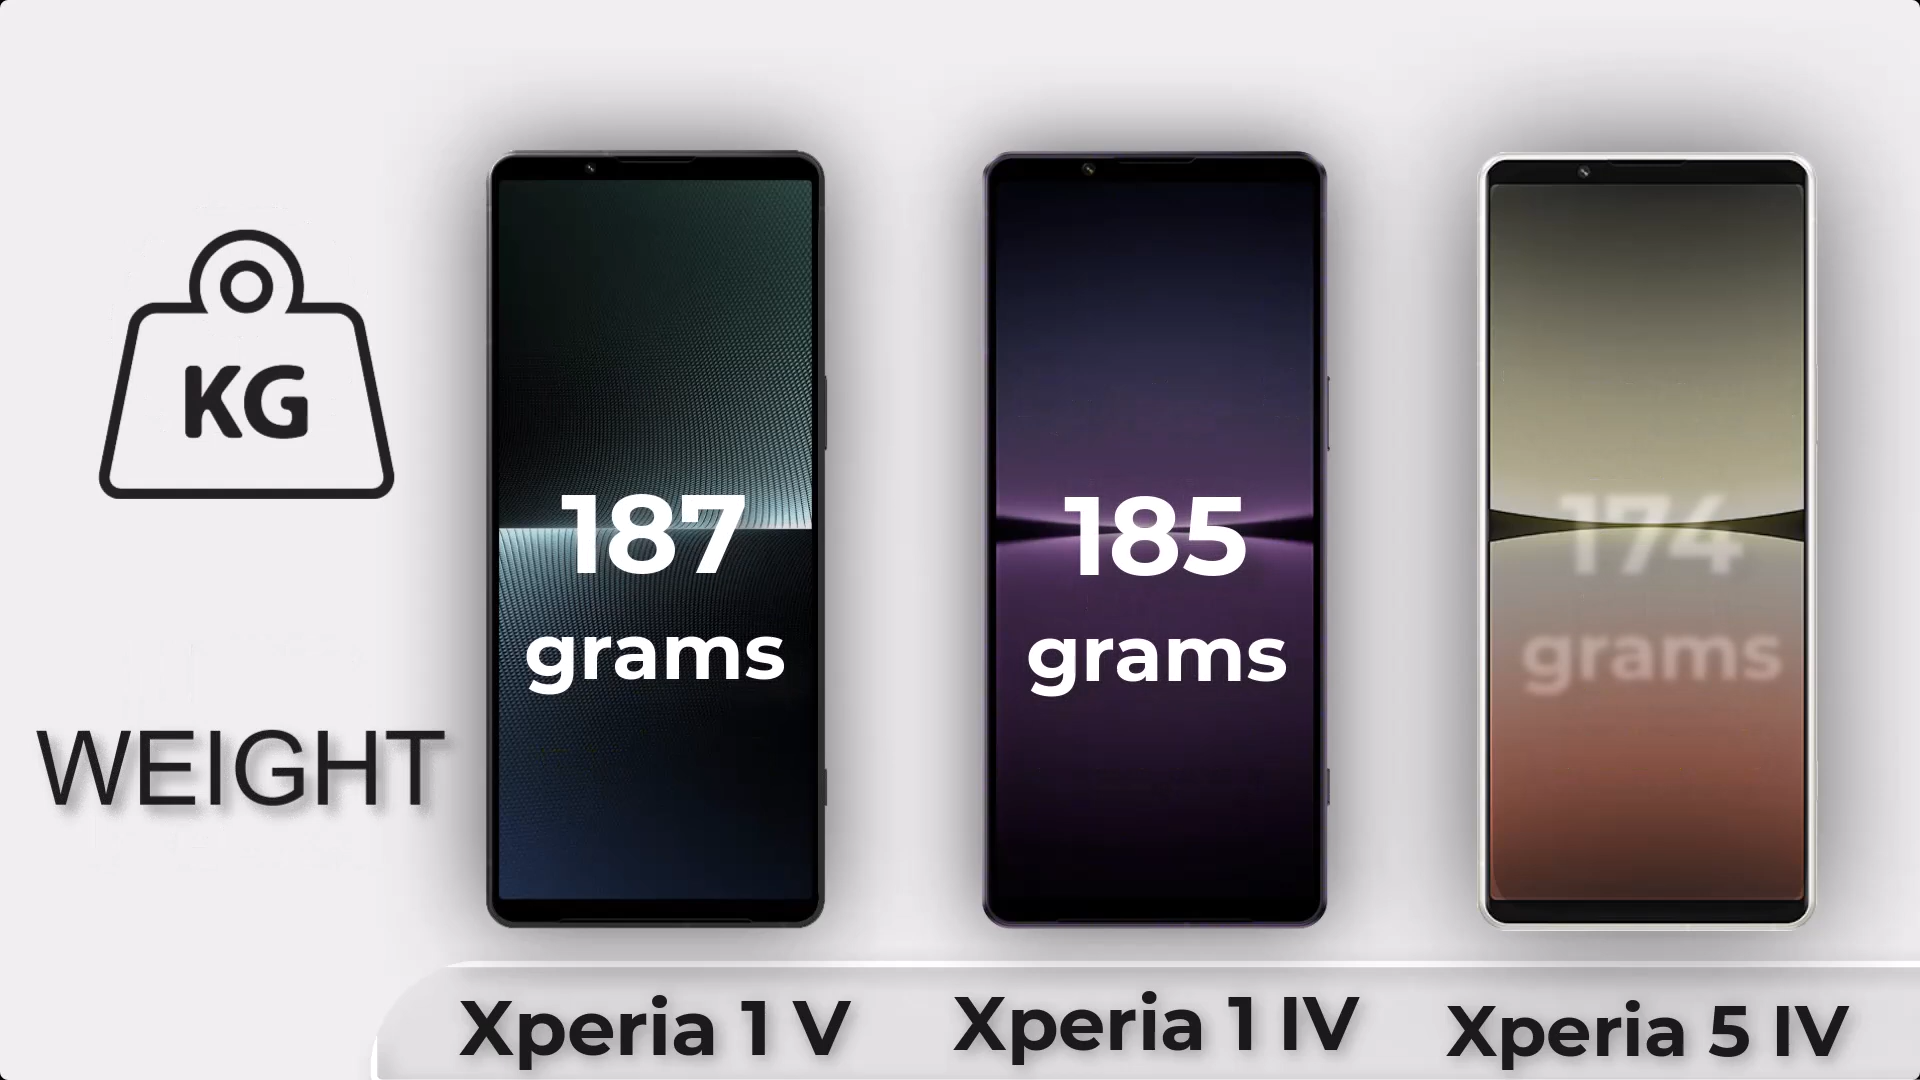 KG
WEIGHT
187
grams
185
grams
174
grams
Xperia 1 V
Xperia 1 IV
Xperia 5 IV